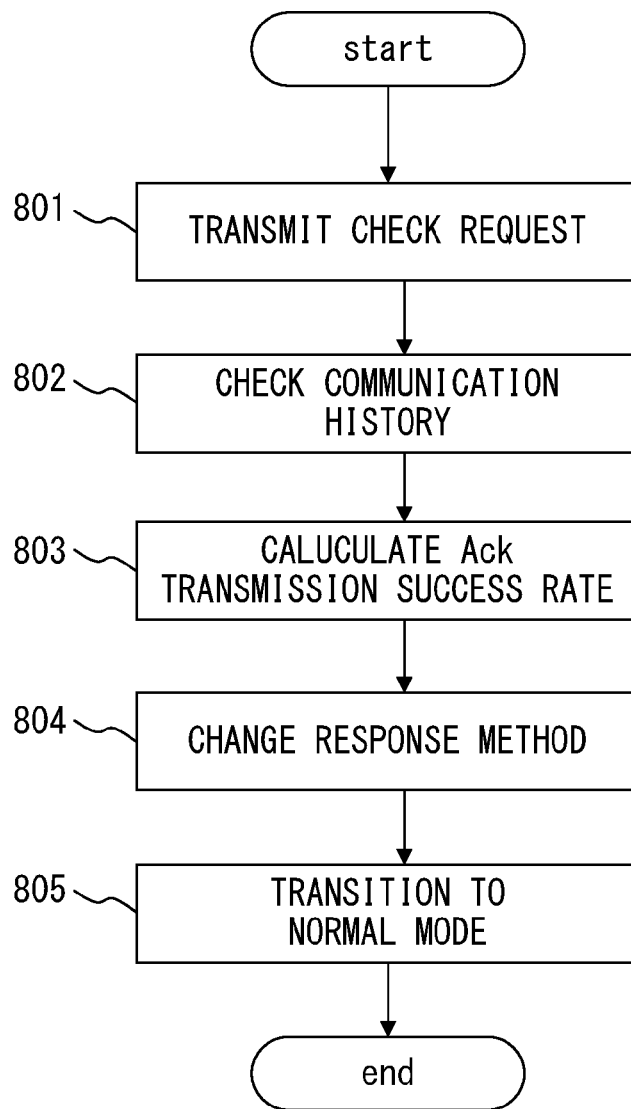 start
801
TRANSMIT CHECK REQUEST
802
CHECK COMMUNICATION
HISTORY
803
CALUCULATE Ack
TRANSMISSION SUCCESS RATE
804
CHANGE RESPONSE METHOD
805
TRANSITION TO
NORMAL MODE
end